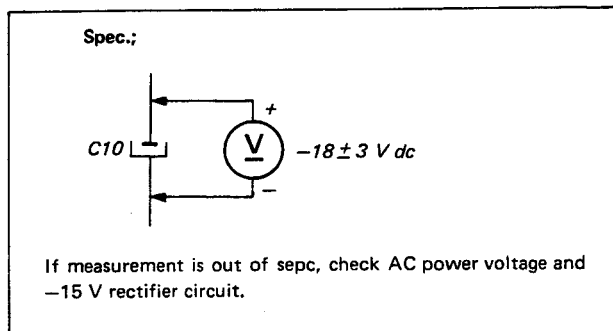 Spec.;
+
C10
V
−18 ± 3 V dc
−
If measurement is out of sepc, check AC power voltage and
−15 V rectifier circuit.